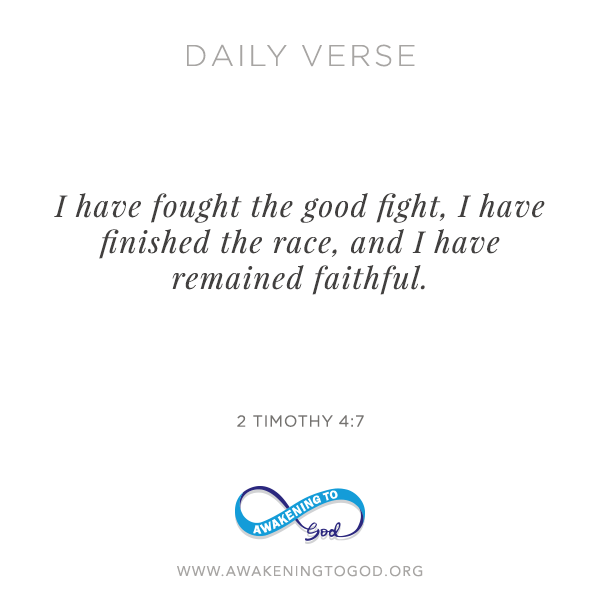 DAILY VERSE
I have fought the good fight, I have
finished the race, and I have
remained faithful.
2 TIMOTHY 4:7
AWAKENING TO
God
WWW.AWAKENINGTOGOD.ORG